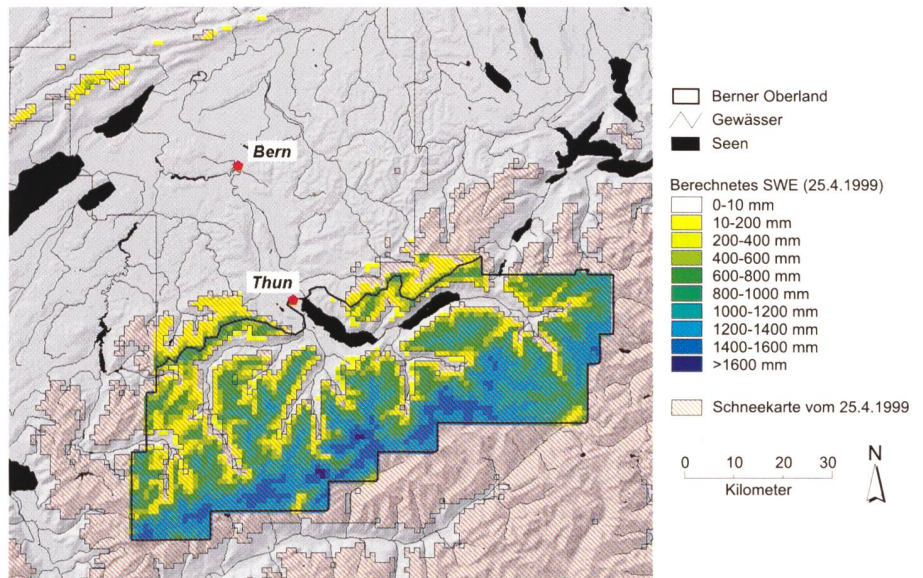 Bern
Thun
Berner Oberland
Gewässer
Seen
Berechnetes SWE (25.4.1999)
0-10 mm
10-200 mm
200-400 mm
400-600 mm
600-800 mm
800-1000 mm
1000-1200 mm
1200-1400 mm
1400-1600 mm
>1600 mm
Schneekarte vom 25.4.1999
0 10 20 30
Kilometer
N